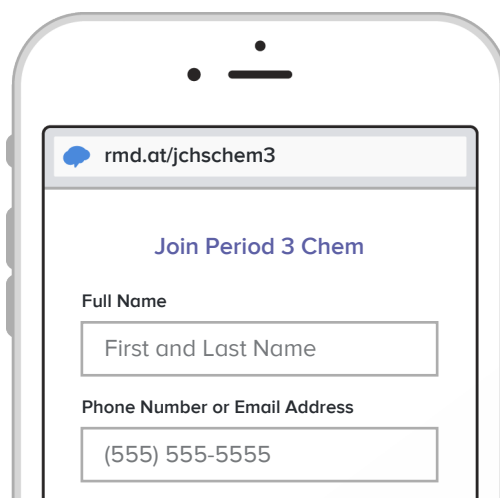 rmd.at/jchschem3
Join Period 3 Chem
Full Name
First and Last Name
Phone Number or Email Address
(555) 555-5555